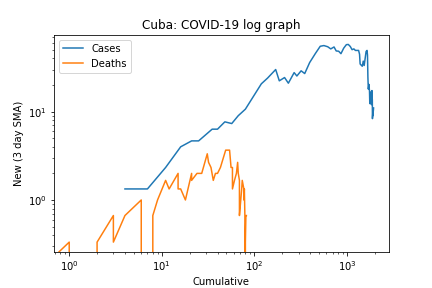 Cuba: COVID-19 log graph
Cases
Deaths
New (3 day SMA)
10¹
10⁰
10⁰
10¹
10²
10³
Cumulative